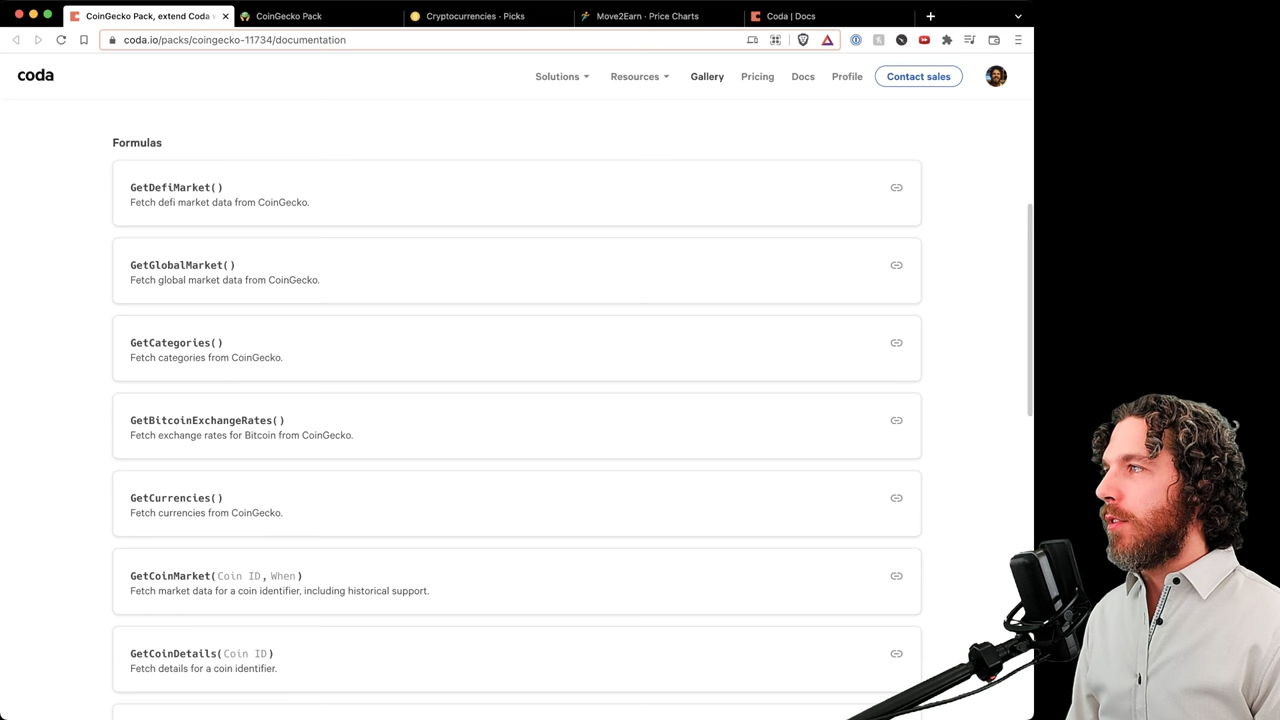 CoinGecko Pack, extend Coda w
CoinGecko Pack
Cryptocurrencies · Picks
Move2Earn · Price Charts
Coda | Docs
coda.io/packs/coingecko-11734/documentation
coda
Solutions
Resources
Gallery
Pricing
Docs
Profile
Contact sales
Formulas
GetDefiMarket()
Fetch defi market data from CoinGecko.
GetGlobalMarket()
Fetch global market data from CoinGecko.
GetCategories()
Fetch categories from CoinGecko.
GetBitcoinExchangeRates()
Fetch exchange rates for Bitcoin from CoinGecko.
GetCurrencies()
Fetch currencies from CoinGecko.
GetCoinMarket(Coin ID, When)
Fetch market data for a coin identifier, including historical support.
GetCoinDetails(Coin ID)
Fetch details for a coin identifier.